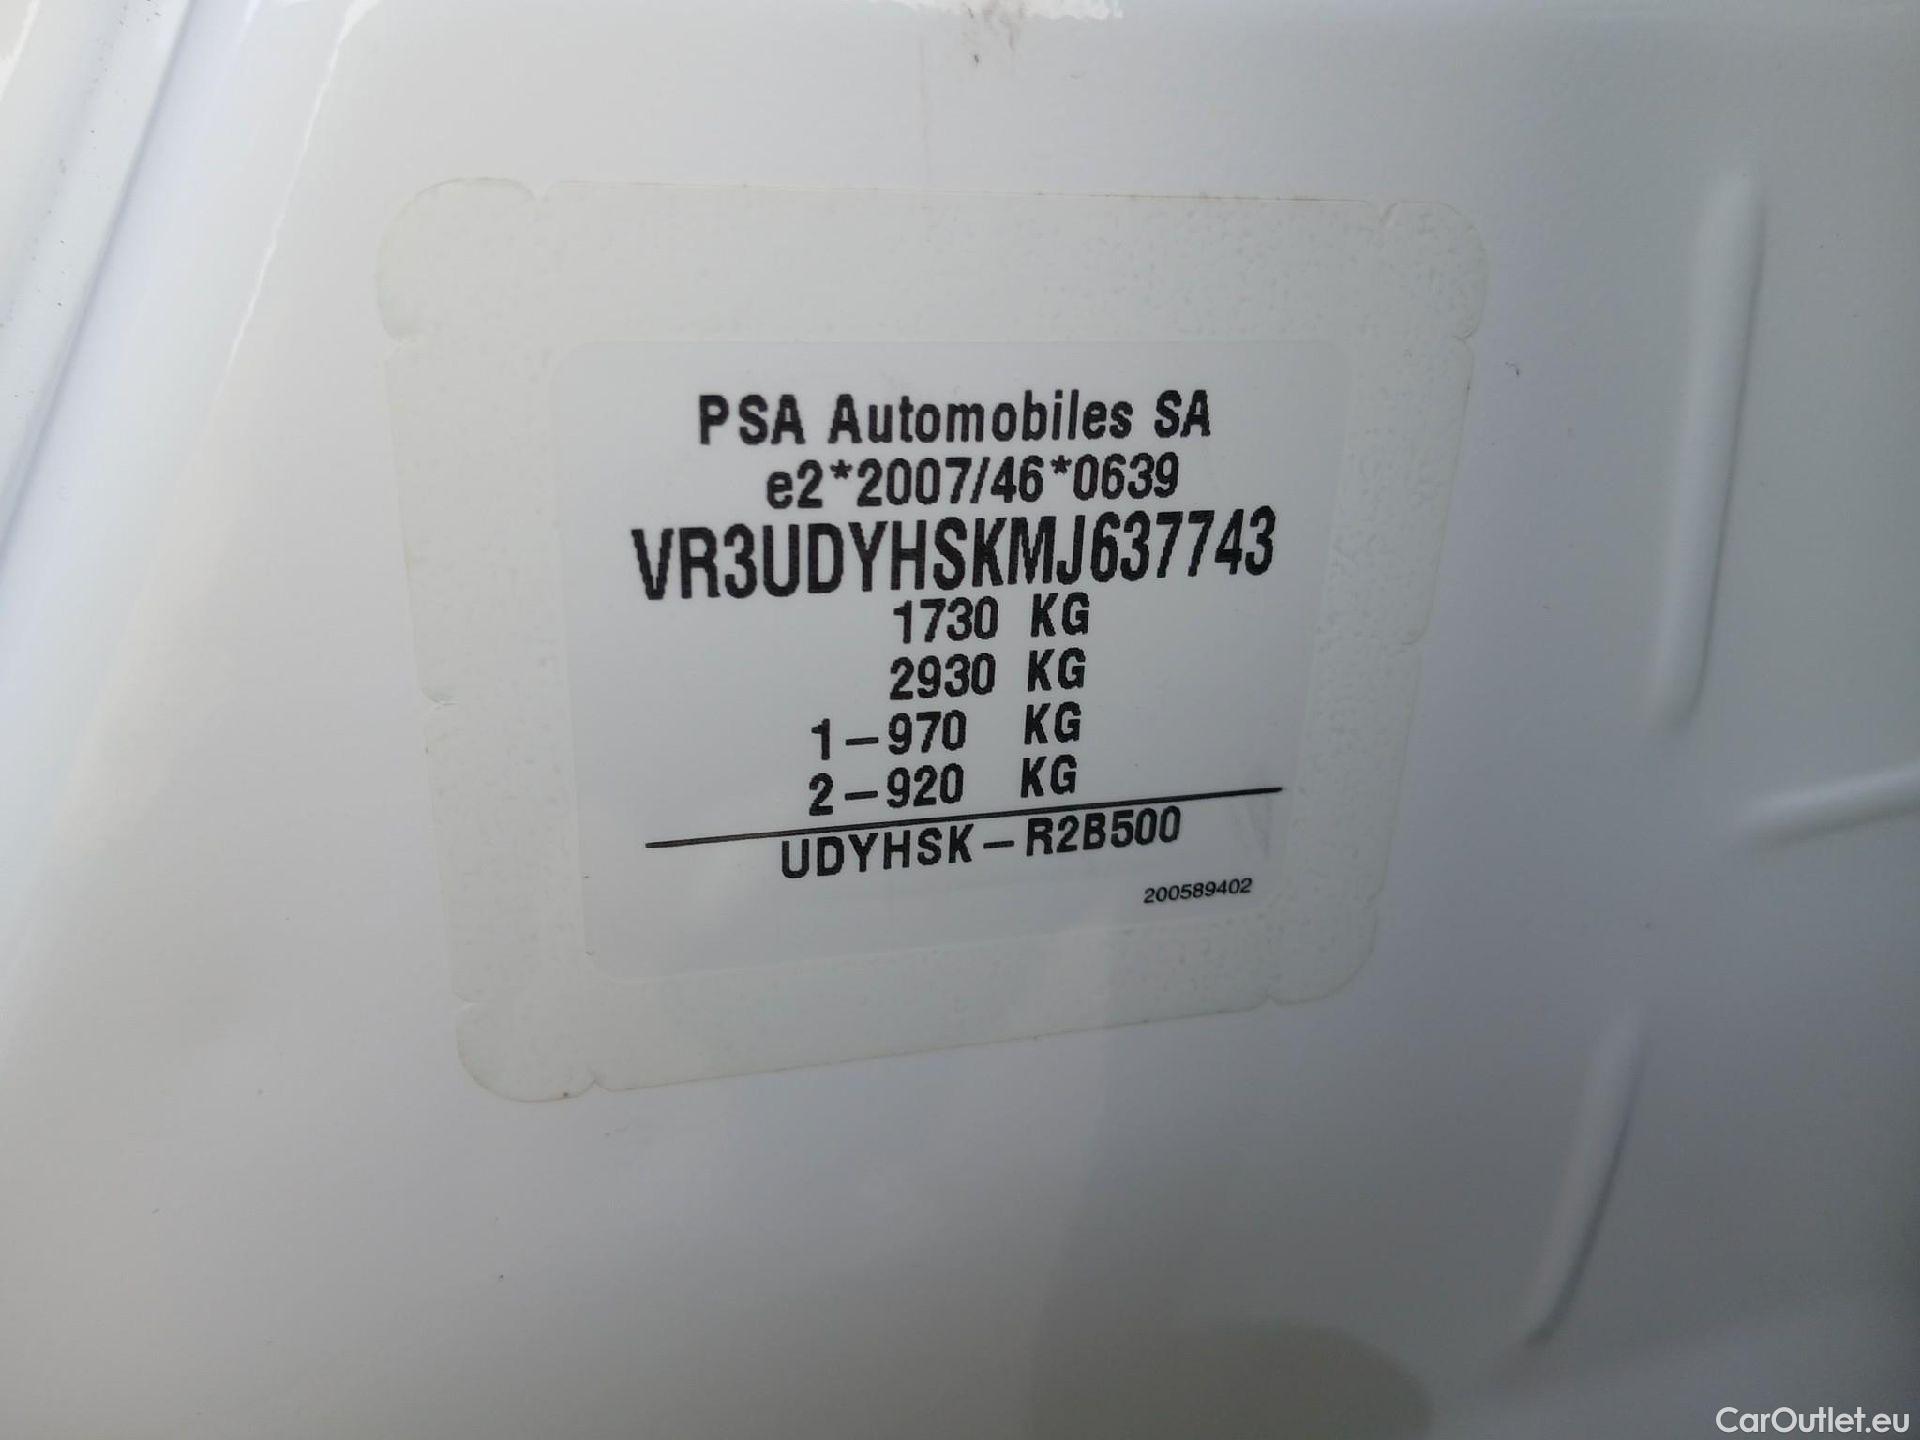 PSA Automobiles SA
e2*2007/46*0639
VR3UDYHSKMJ637743
1730 KG
2930 KG
1-970 KG
2-920 KG
UDYHSK-R2B500
200589402
CarOutlet.eu